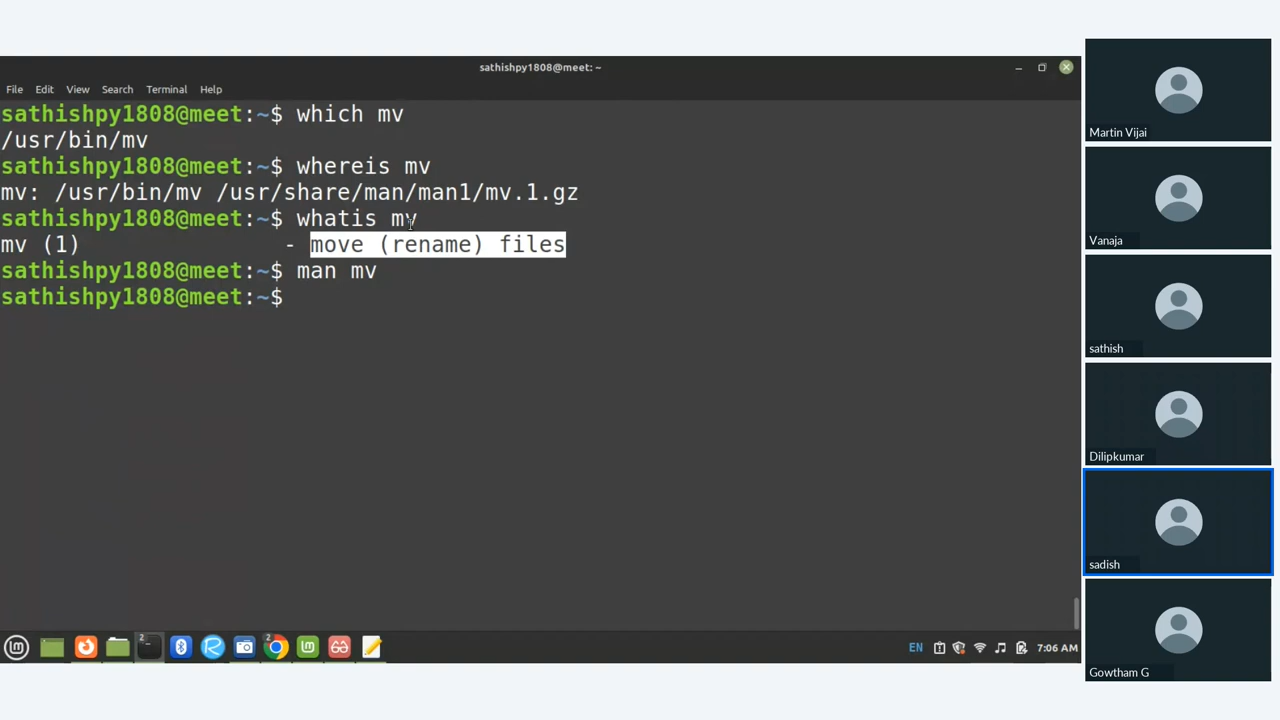 sathishpy1808@meet: ~
File Edit View Search Terminal Help
sathishpy1808@meet:~$ which mv
/usr/bin/mv
sathishpy1808@meet:~$ whereis mv
mv: /usr/bin/mv /usr/share/man/man1/mv.1.gz
sathishpy1808@meet:~$ whatis mv
mv (1)               - move (rename) files
sathishpy1808@meet:~$ man mv
sathishpy1808@meet:~$
2
2
EN 7:06 AM
Martin Vijai
Vanaja
sathish
Dilipkumar
sadish
Gowtham G